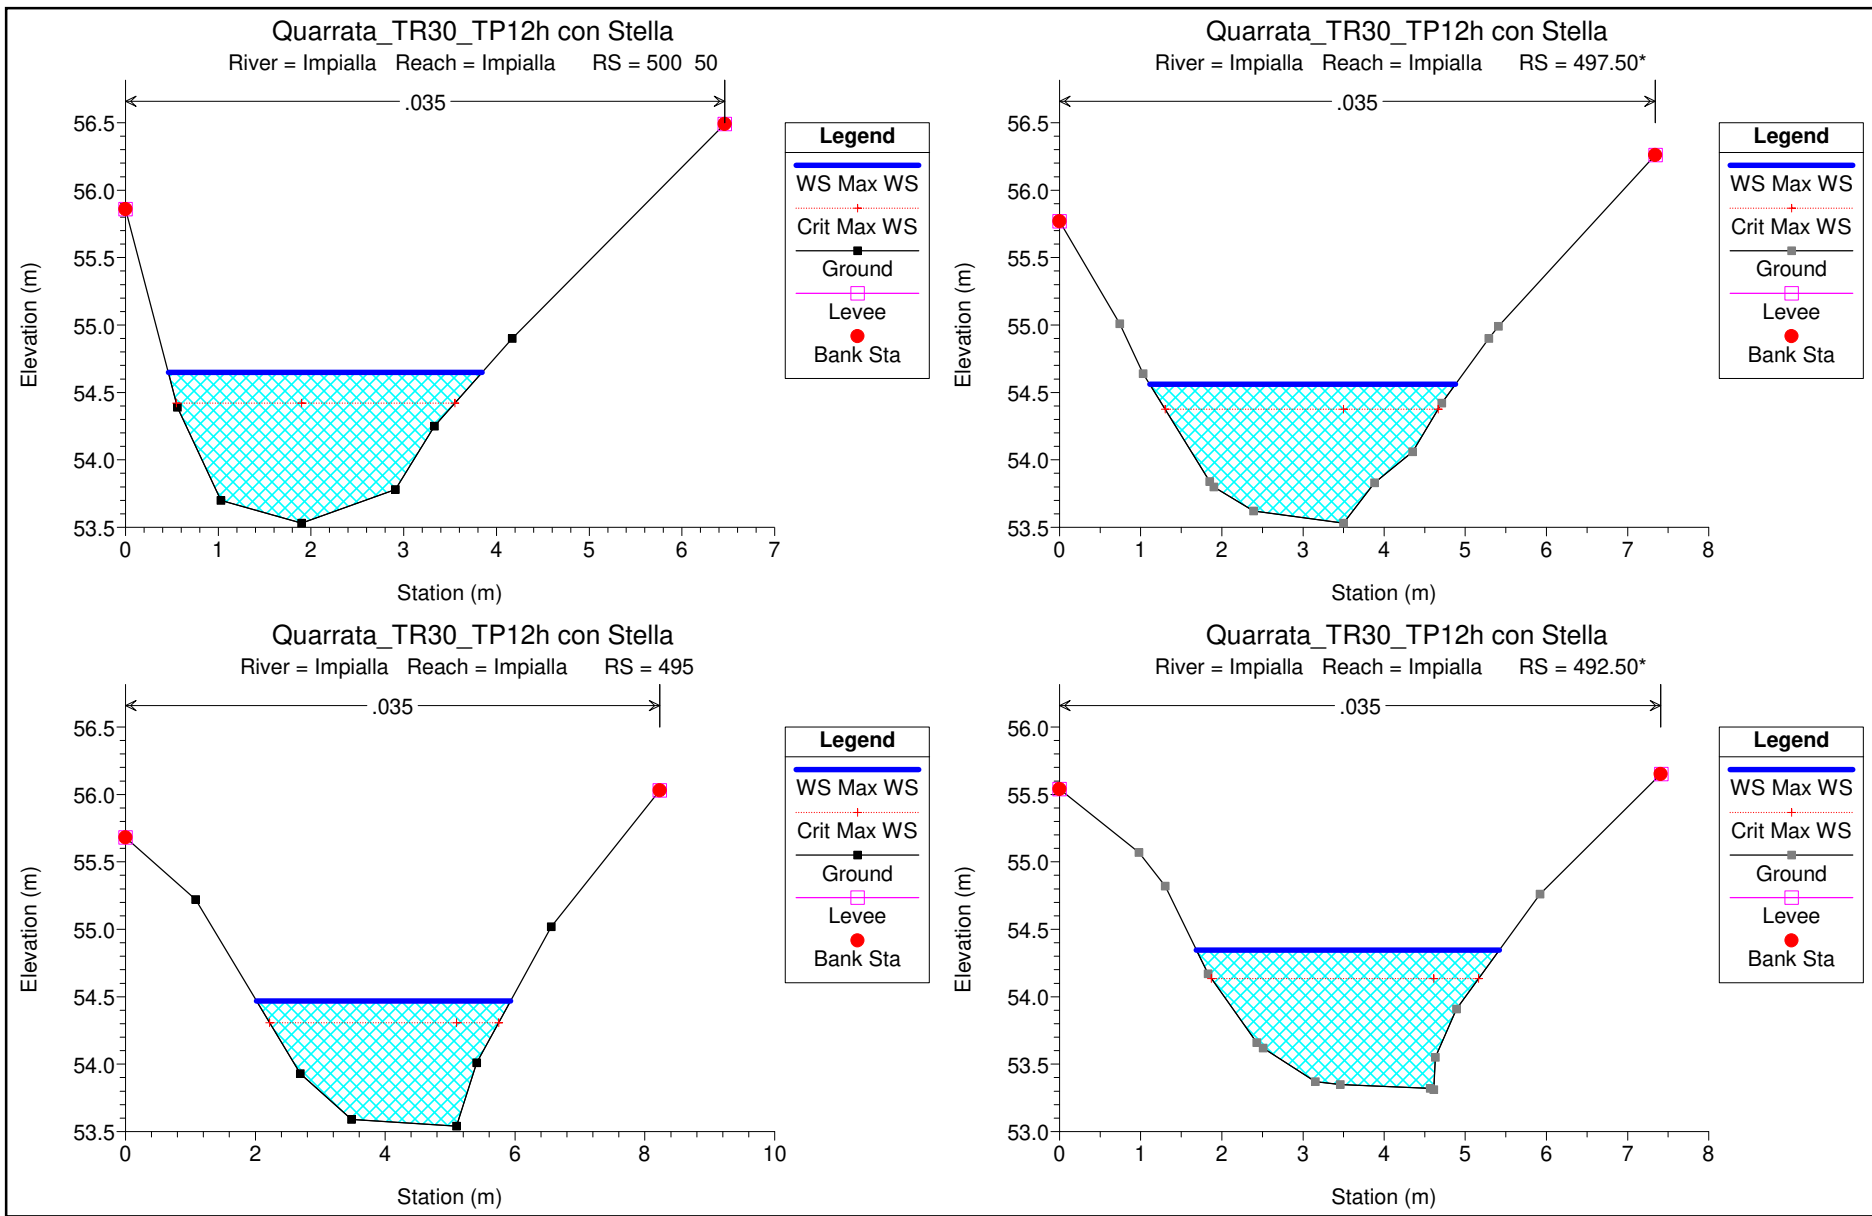 Quarrata_TR30_TP12h con Stella
River = Impialla Reach = Impialla RS = 500 50
.035
56.5
56.0
55.5
55.0
54.5
54.0
53.5
Elevation (m)
0 1 2 3 4 5 6 7
Station (m)
Legend
WS Max WS
Crit Max WS
Ground
Levee
Bank Sta
Quarrata_TR30_TP12h con Stella
River = Impialla Reach = Impialla RS = 497.50*
.035
56.5
56.0
55.5
55.0
54.5
54.0
53.5
Elevation (m)
0 1 2 3 4 5 6 7 8
Station (m)
Legend
WS Max WS
Crit Max WS
Ground
Levee
Bank Sta
Quarrata_TR30_TP12h con Stella
River = Impialla Reach = Impialla RS = 495
.035
56.5
56.0
55.5
55.0
54.5
54.0
53.5
Elevation (m)
0 2 4 6 8 10
Station (m)
Legend
WS Max WS
Crit Max WS
Ground
Levee
Bank Sta
Quarrata_TR30_TP12h con Stella
River = Impialla Reach = Impialla RS = 492.50*
.035
56.0
55.5
55.0
54.5
54.0
53.5
53.0
Elevation (m)
0 1 2 3 4 5 6 7 8
Station (m)
Legend
WS Max WS
Crit Max WS
Ground
Levee
Bank Sta